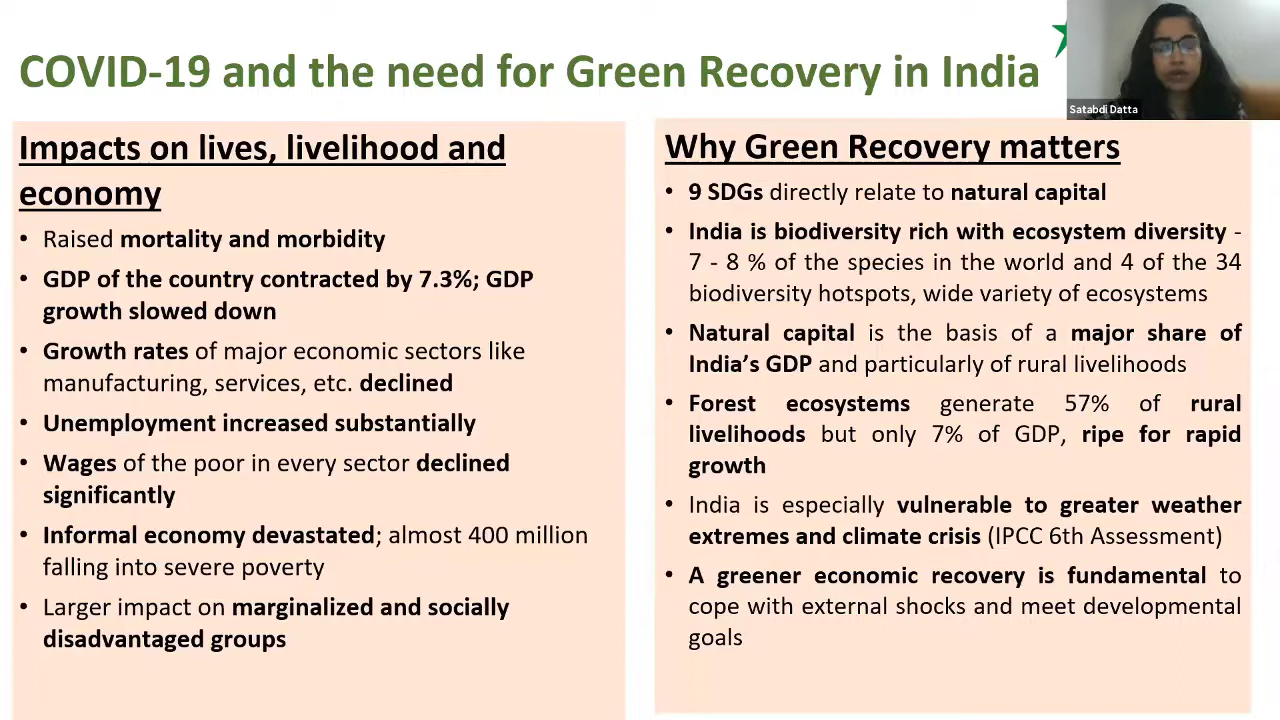 COVID-19 and the need for Green Recovery in India
Satabdi Datta
Impacts on lives, livelihood and
economy
• Raised mortality and morbidity
• GDP of the country contracted by 7.3%; GDP
growth slowed down
• Growth rates of major economic sectors like
manufacturing, services, etc. declined
• Unemployment increased substantially
• Wages of the poor in every sector declined
significantly
• Informal economy devastated; almost 400 million
falling into severe poverty
• Larger impact on marginalized and socially
disadvantaged groups
Why Green Recovery matters
• 9 SDGs directly relate to natural capital
• India is biodiversity rich with ecosystem diversity -
7 - 8 % of the species in the world and 4 of the 34
biodiversity hotspots, wide variety of ecosystems
• Natural capital is the basis of a major share of
India’s GDP and particularly of rural livelihoods
• Forest ecosystems generate 57% of rural
livelihoods but only 7% of GDP, ripe for rapid
growth
• India is especially vulnerable to greater weather
extremes and climate crisis (IPCC 6th Assessment)
• A greener economic recovery is fundamental to
cope with external shocks and meet developmental
goals